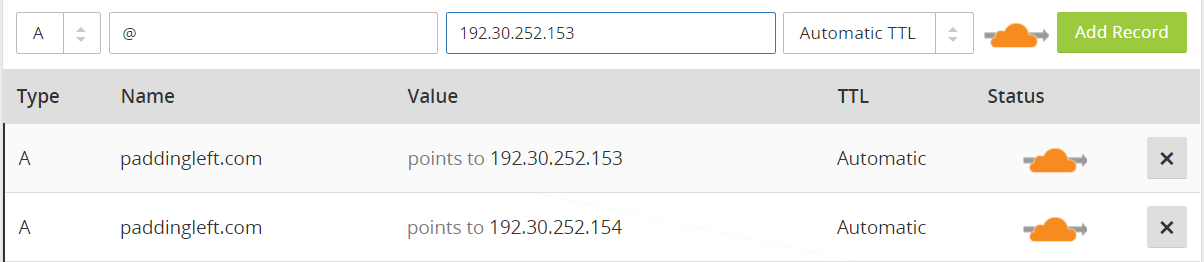 A @ 192.30.252.153 Automatic TTL Add Record
Type Name Value TTL Status
A paddingleft.com points to 192.30.252.153 Automatic ×
A paddingleft.com points to 192.30.252.154 Automatic ×